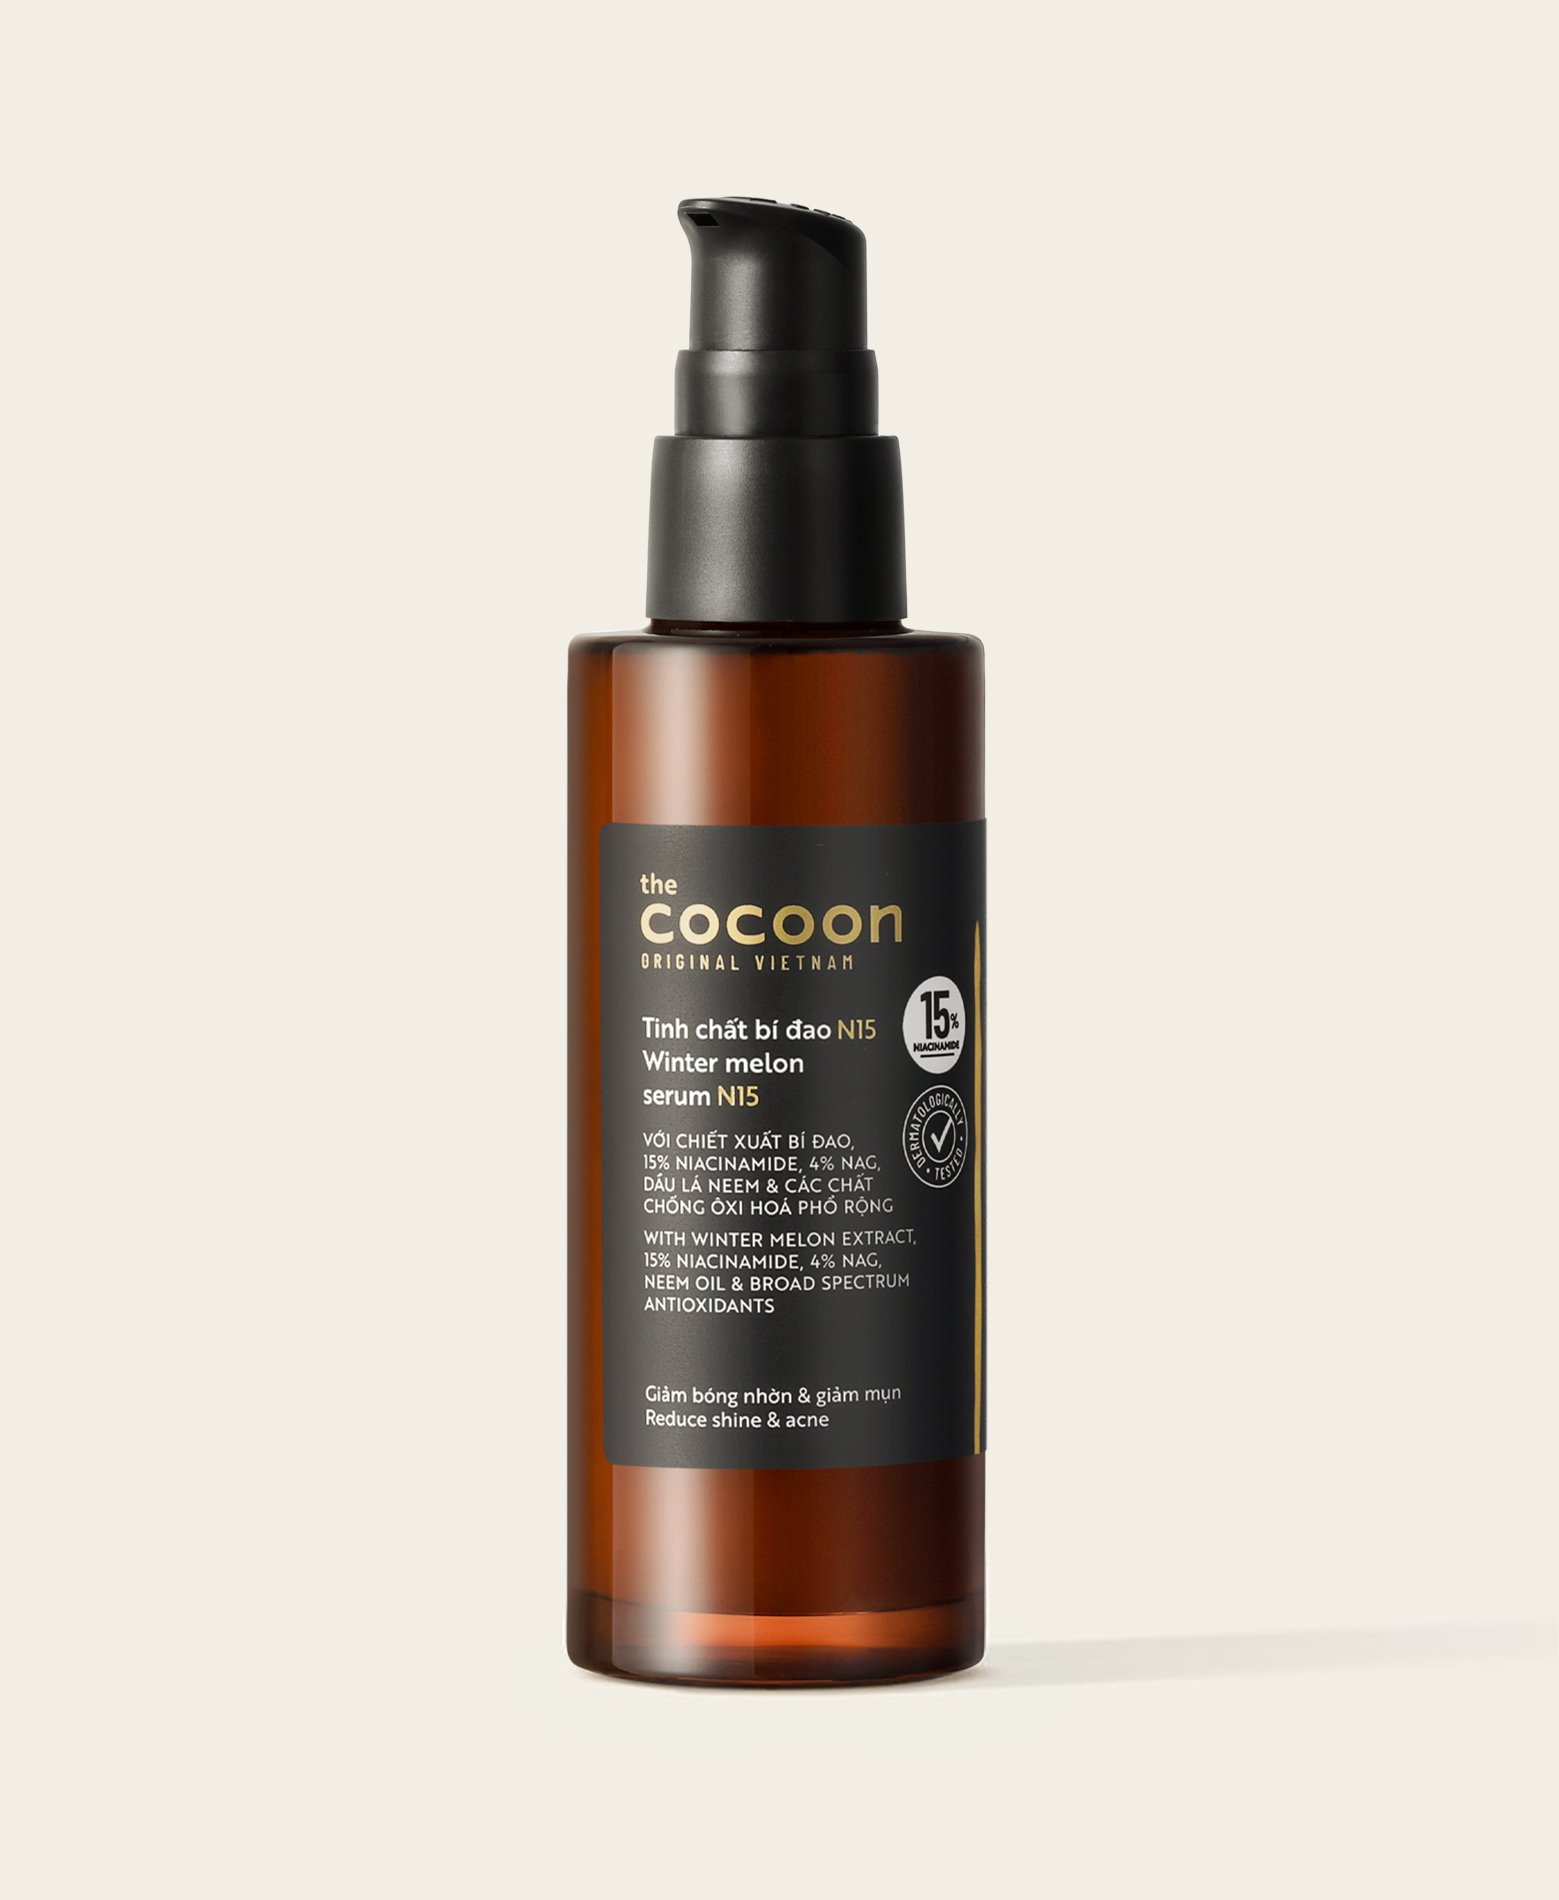 the
cocoon
ORIGINAL VIETNAM
Tinh chất bí đao N15
Winter melon
serum N15
15%
NIACINAMIDE
DERMATOLOGICALLY
• TESTED •
VỚI CHIẾT XUẤT BÍ ĐAO,
15% NIACINAMIDE, 4% NAG,
DẦU LÁ NEEM & CÁC CHẤT
CHỐNG ÔXI HOÁ PHỔ RỘNG
WITH WINTER MELON EXTRACT,
15% NIACINAMIDE, 4% NAG,
NEEM OIL & BROAD SPECTRUM
ANTIOXIDANTS
Giảm bóng nhờn & giảm mụn
Reduce shine & acne